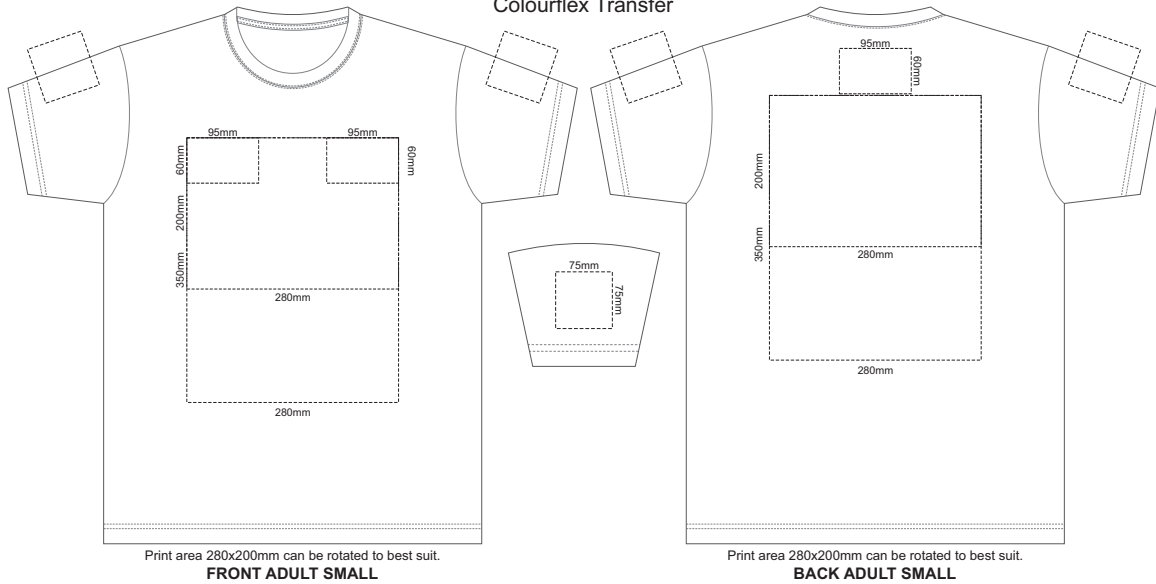 Colourflex Transfer
95mm
95mm
60mm
60mm
200mm
350mm
280mm
280mm
Print area 280x200mm can be rotated to best suit.
FRONT ADULT SMALL
75mm
75mm
95mm
60mm
200mm
350mm
280mm
280mm
Print area 280x200mm can be rotated to best suit.
BACK ADULT SMALL